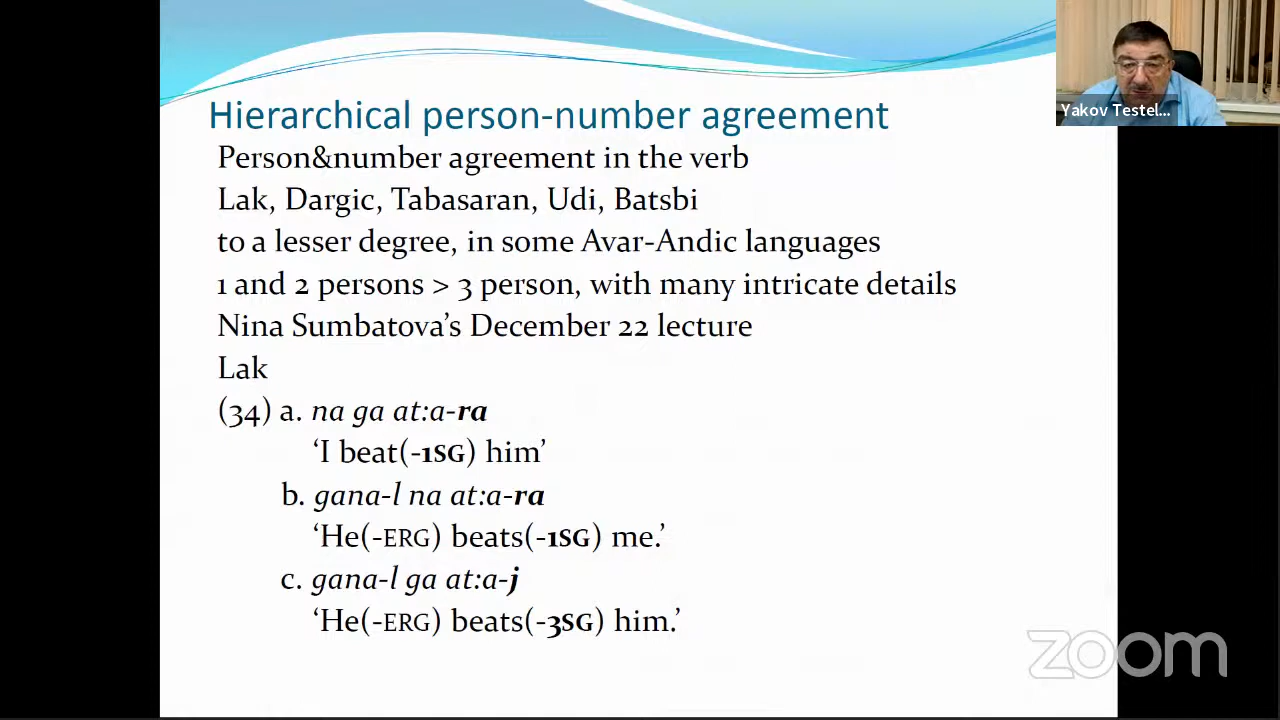 Hierarchical person-number agreement
Person&number agreement in the verb
Lak, Dargic, Tabasaran, Udi, Batsbi
to a lesser degree, in some Avar-Andic languages
1 and 2 persons > 3 person, with many intricate details
Nina Sumbatova's December 22 lecture
Lak
(34) a. na ga at:a-ra
'I beat(-1SG) him'
b. gana-l na at:a-ra
'He(-ERG) beats(-1SG) me.'
c. gana-l ga at:a-j
'He(-ERG) beats(-3SG) him.'
Yakov Testel...
zoom